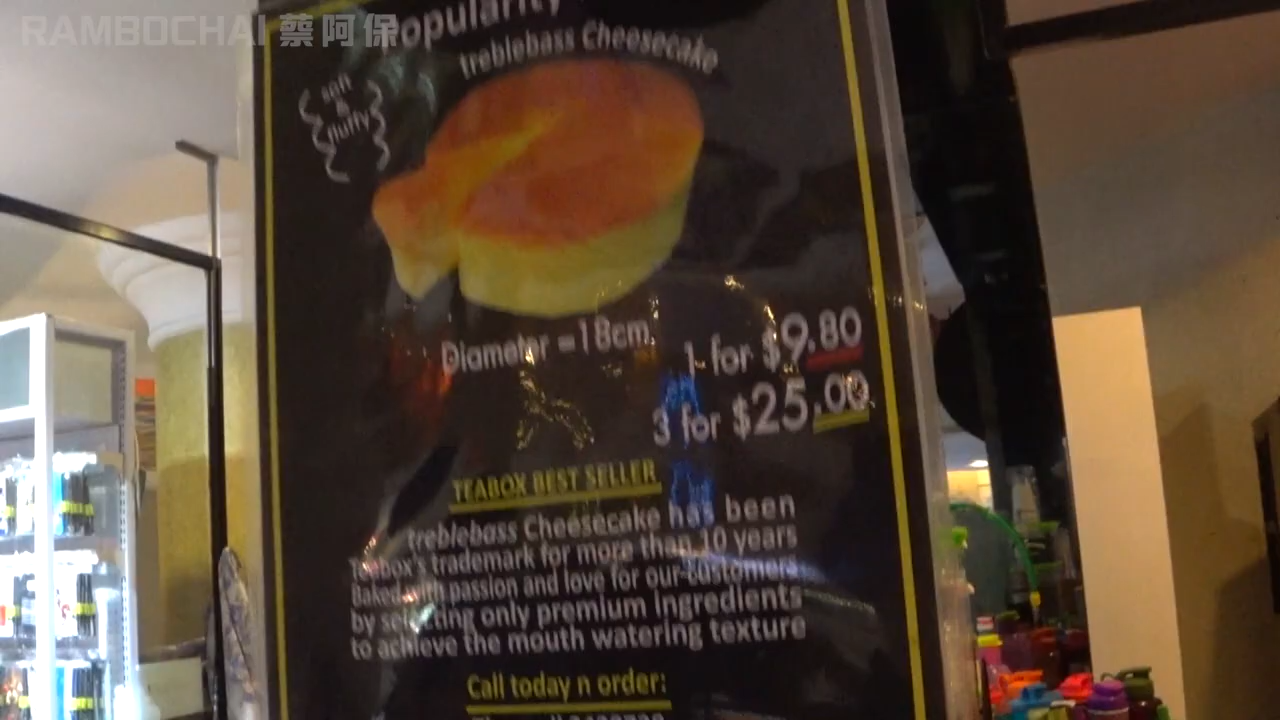 RAMBOCHAI 蔡阿保
Popularity
treblebass Cheesecake
soft
&
fluffy
Diameter =18cm.
1 for $9.80
3 for $25.00
TEABOX BEST SELLER
treblebass Cheesecake has been
Teabox's trademark for more than 10 years
Baked with passion and love for our customers
by selecting only premium ingredients
to achieve the mouth watering texture
Call today n order: